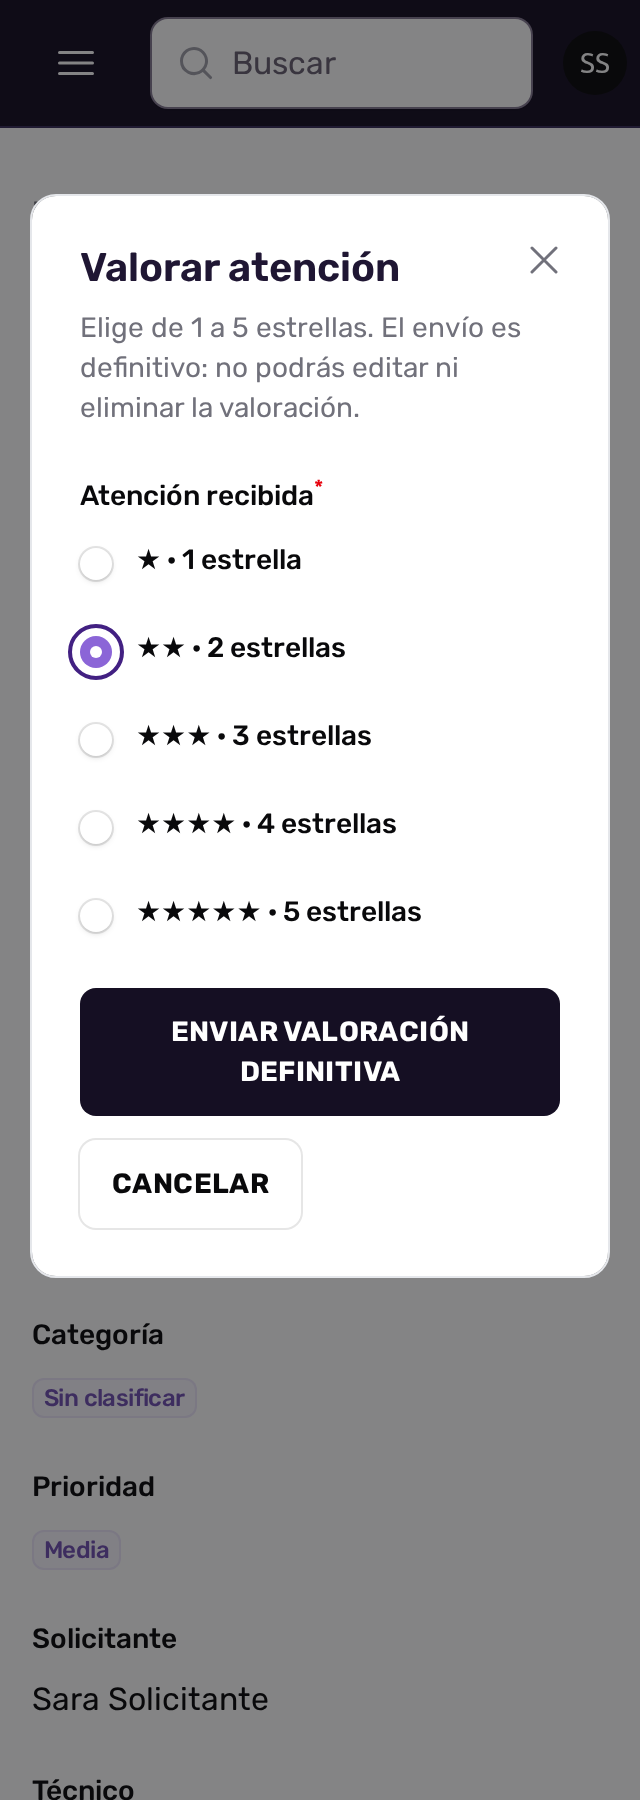 Buscar
SS
Valorar atención
Elige de 1 a 5 estrellas. El envío es
definitivo: no podrás editar ni
eliminar la valoración.
Atención recibida*
★ • 1 estrella
★★ • 2 estrellas
★★★ • 3 estrellas
★★★★ • 4 estrellas
★★★★★ • 5 estrellas
ENVIAR VALORACIÓN
DEFINITIVA
CANCELAR
Categoría
Sin clasificar
Prioridad
Media
Solicitante
Sara Solicitante
Técnico